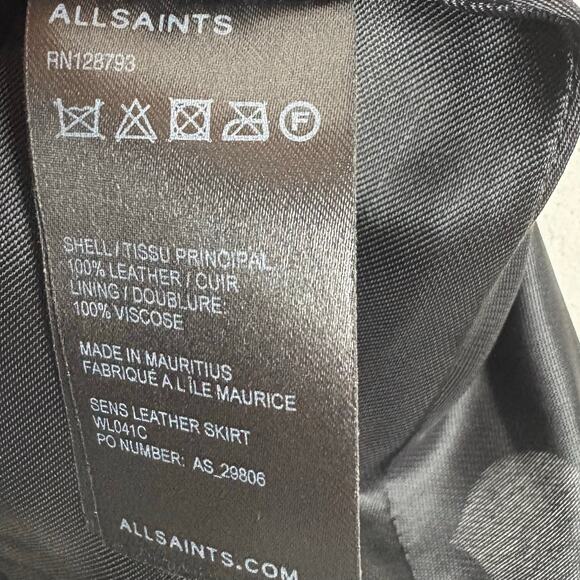 ALLSAINTS
RN128793
F
SHELL / TISSU PRINCIPAL
100% LEATHER / CUIR
LINING / DOUBLURE:
100% VISCOSE
MADE IN MAURITIUS
FABRIQUÉ A L'ÎLE MAURICE
SENS LEATHER SKIRT
WL041C
PO NUMBER: AS_29806
ALLSAINTS.COM